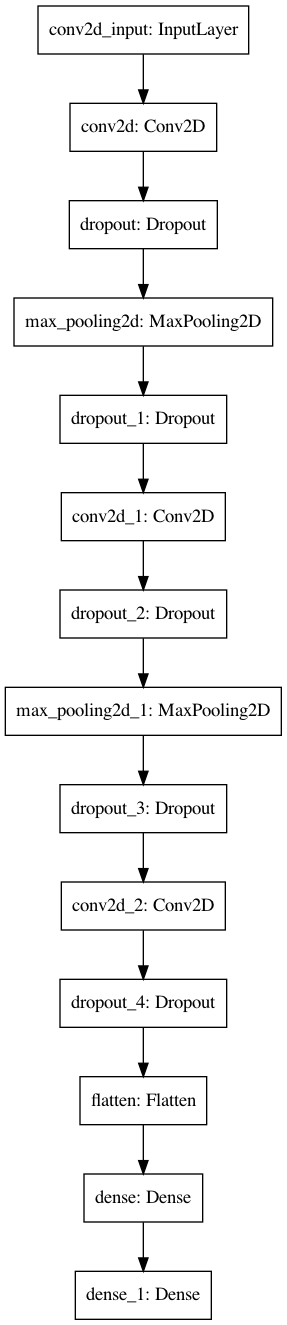 conv2d_input: InputLayer
conv2d: Conv2D
dropout: Dropout
max_pooling2d: MaxPooling2D
dropout_1: Dropout
conv2d_1: Conv2D
dropout_2: Dropout
max_pooling2d_1: MaxPooling2D
dropout_3: Dropout
conv2d_2: Conv2D
dropout_4: Dropout
flatten: Flatten
dense: Dense
dense_1: Dense